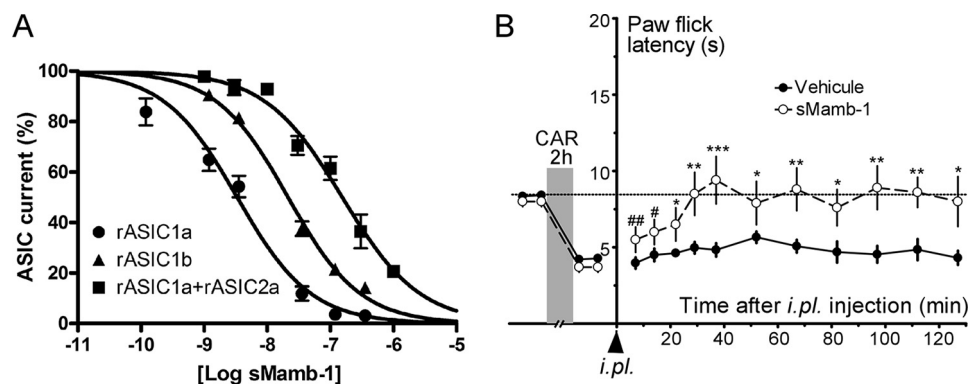 A
ASIC current (%)
100
80
60
40
20
0
rASIC1a
rASIC1b
rASIC1a+rASIC2a
-11 -10 -9 -8 -7 -6 -5
[Log sMamb-1]
B
Paw flick
latency (s)
20
15
10
5
Vehicule
sMamb-1
CAR
2h
## # * ** *** * ** * ** ** *
Time after i.pl. injection (min)
20 40 60 80 100 120
i.pl.